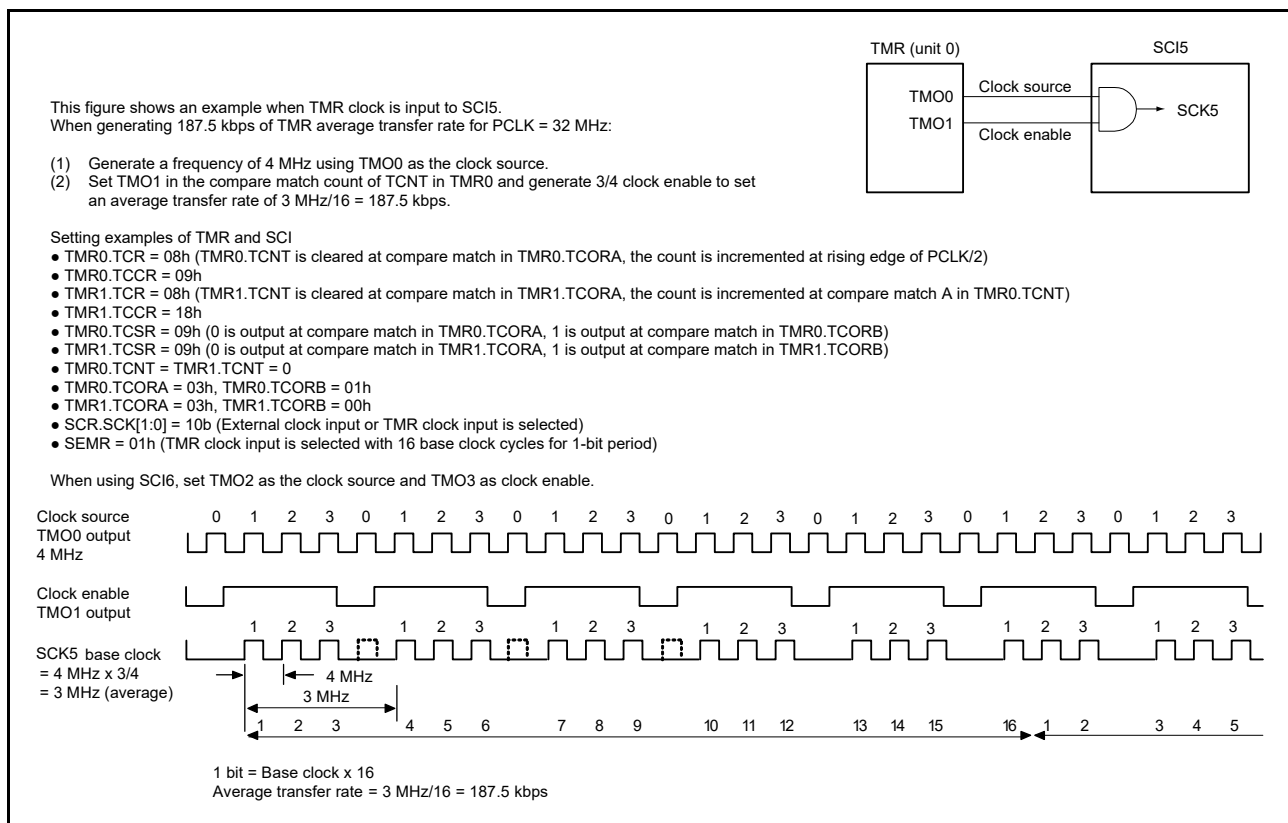 TMR (unit 0)
SCI5
TMO0
Clock source
SCK5
TMO1
Clock enable
This figure shows an example when TMR clock is input to SCI5.
When generating 187.5 kbps of TMR average transfer rate for PCLK = 32 MHz:
(1) Generate a frequency of 4 MHz using TMO0 as the clock source.
(2) Set TMO1 in the compare match count of TCNT in TMR0 and generate 3/4 clock enable to set
an average transfer rate of 3 MHz/16 = 187.5 kbps.
Setting examples of TMR and SCI
● TMR0.TCR = 08h (TMR0.TCNT is cleared at compare match in TMR0.TCORA, the count is incremented at rising edge of PCLK/2)
● TMR0.TCCR = 09h
● TMR1.TCR = 08h (TMR1.TCNT is cleared at compare match in TMR1.TCORA, the count is incremented at compare match A in TMR0.TCNT)
● TMR1.TCCR = 18h
● TMR0.TCSR = 09h (0 is output at compare match in TMR0.TCORA, 1 is output at compare match in TMR0.TCORB)
● TMR1.TCSR = 09h (0 is output at compare match in TMR1.TCORA, 1 is output at compare match in TMR1.TCORB)
● TMR0.TCNT = TMR1.TCNT = 0
● TMR0.TCORA = 03h, TMR0.TCORB = 01h
● TMR1.TCORA = 03h, TMR1.TCORB = 00h
● SCR.SCK[1:0] = 10b (External clock input or TMR clock input is selected)
● SEMR = 01h (TMR clock input is selected with 16 base clock cycles for 1-bit period)
When using SCI6, set TMO2 as the clock source and TMO3 as clock enable.
Clock source
TMO0 output
4 MHz
0 1 2 3 0 1 2 3 0 1 2 3 0 1 2 3 0 1 2 3 0 1 2 3 0 1 2 3
Clock enable
TMO1 output
1 2 3 1 2 3 1 2 3 1 2 3 1 2 3 1 2 3 1 2 3
SCK5 base clock
= 4 MHz x 3/4
= 3 MHz (average)
4 MHz
3 MHz
1 2 3 4 5 6 7 8 9 10 11 12 13 14 15 16 1 2 3 4 5
1 bit = Base clock x 16
Average transfer rate = 3 MHz/16 = 187.5 kbps